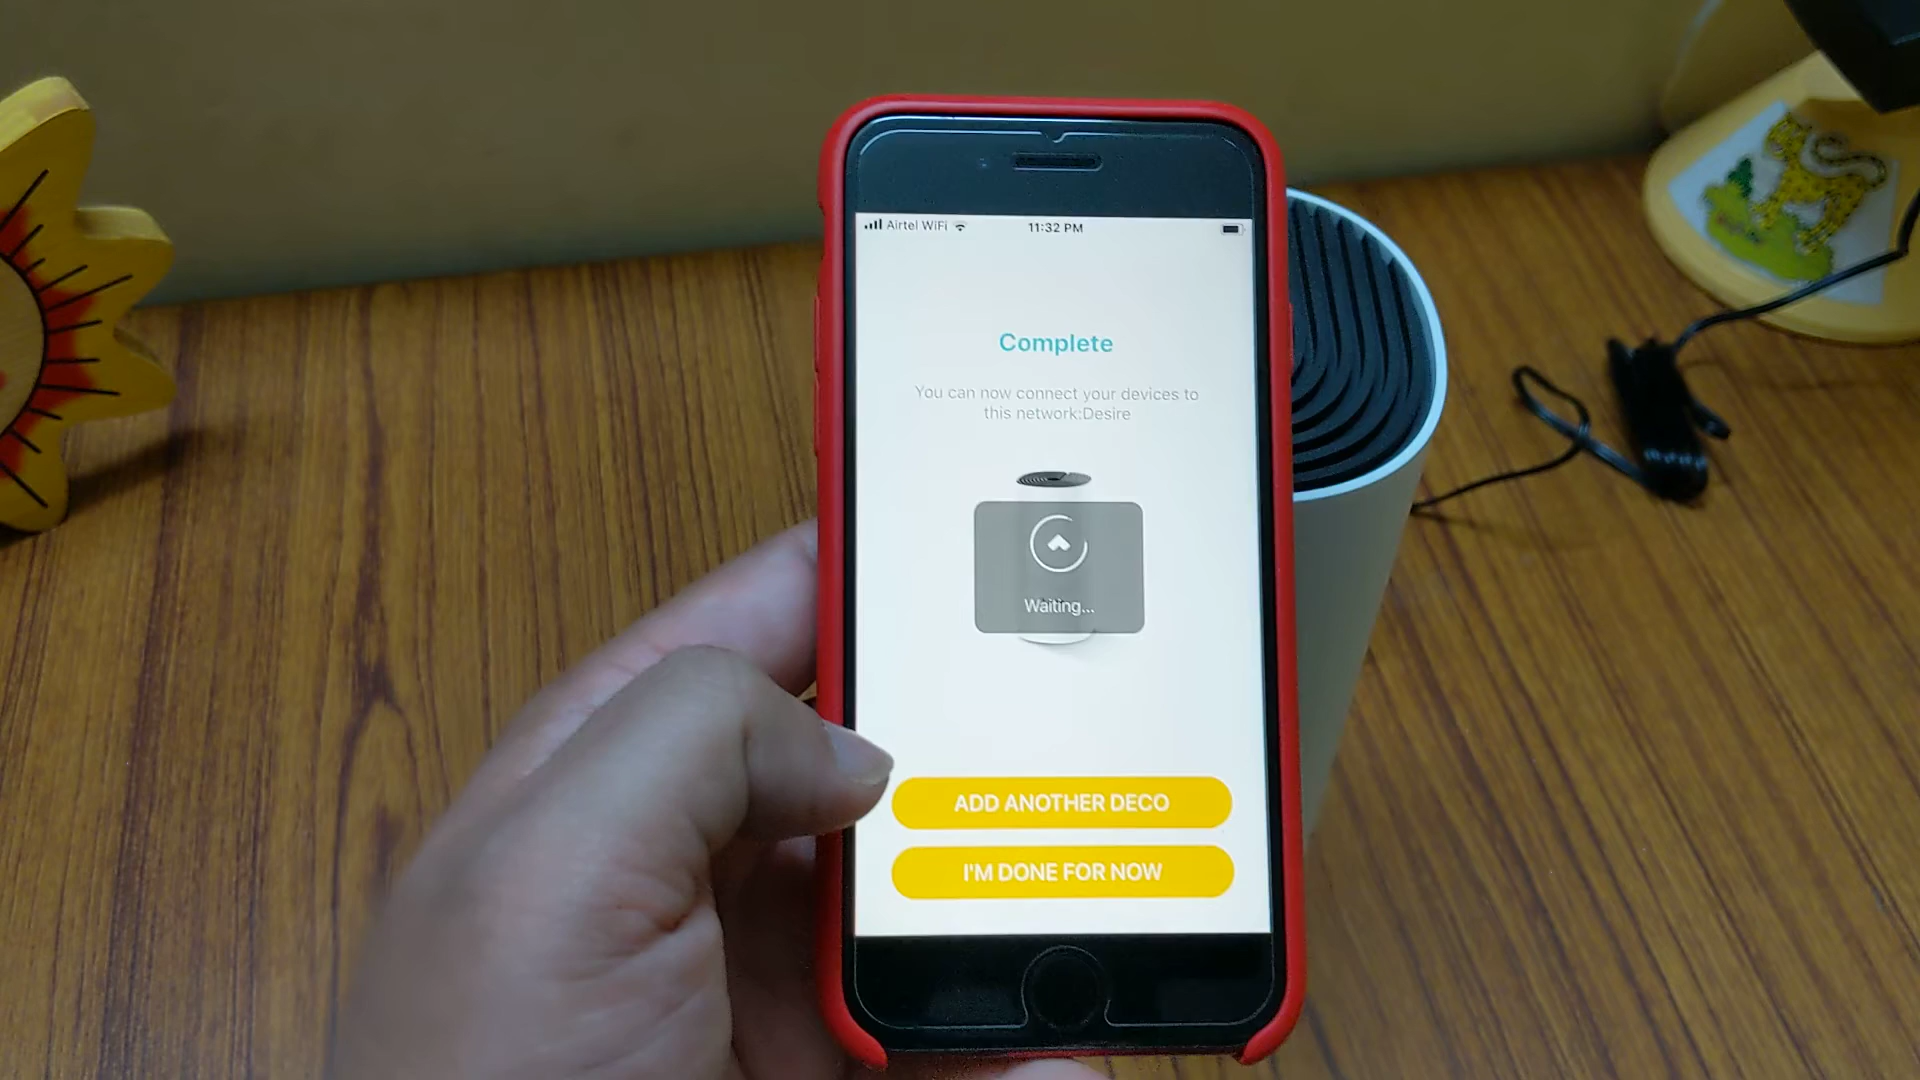 Airtel WiFi 11:32 PM
Complete
You can now connect your devices to
this network:Desire
Waiting...
ADD ANOTHER DECO
I'M DONE FOR NOW